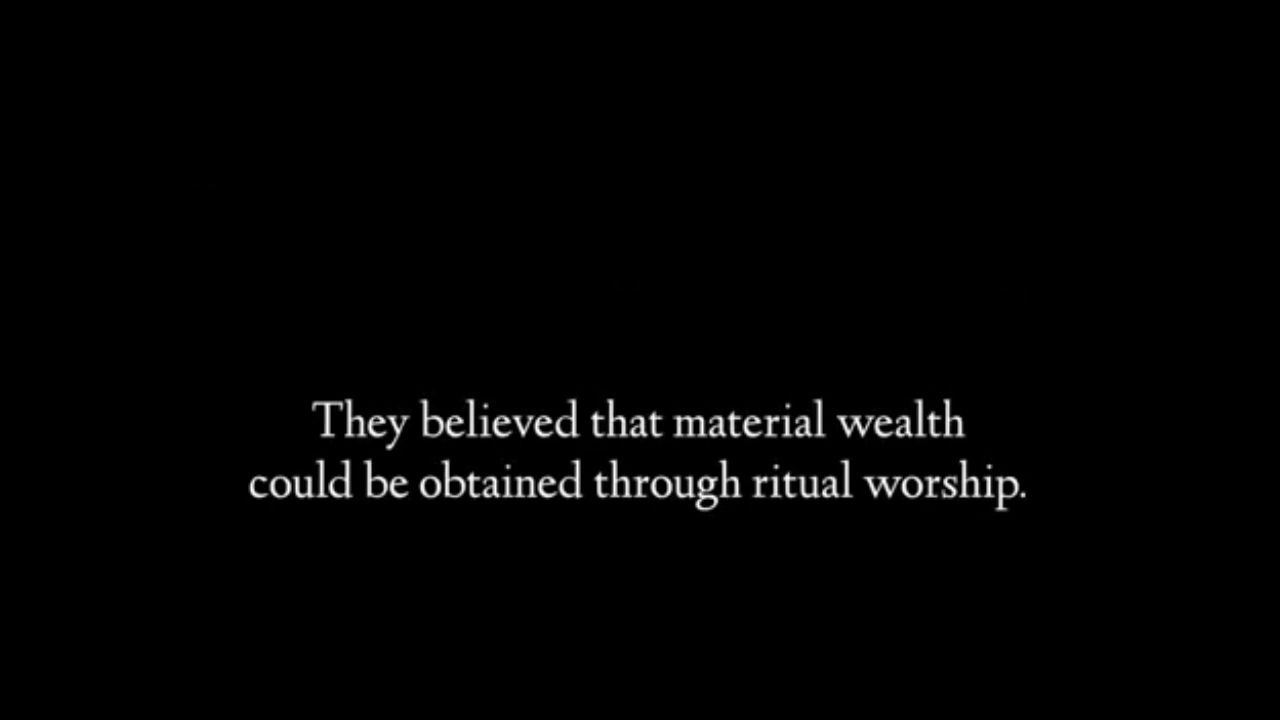 They believed that material wealth
could be obtained through ritual worship.